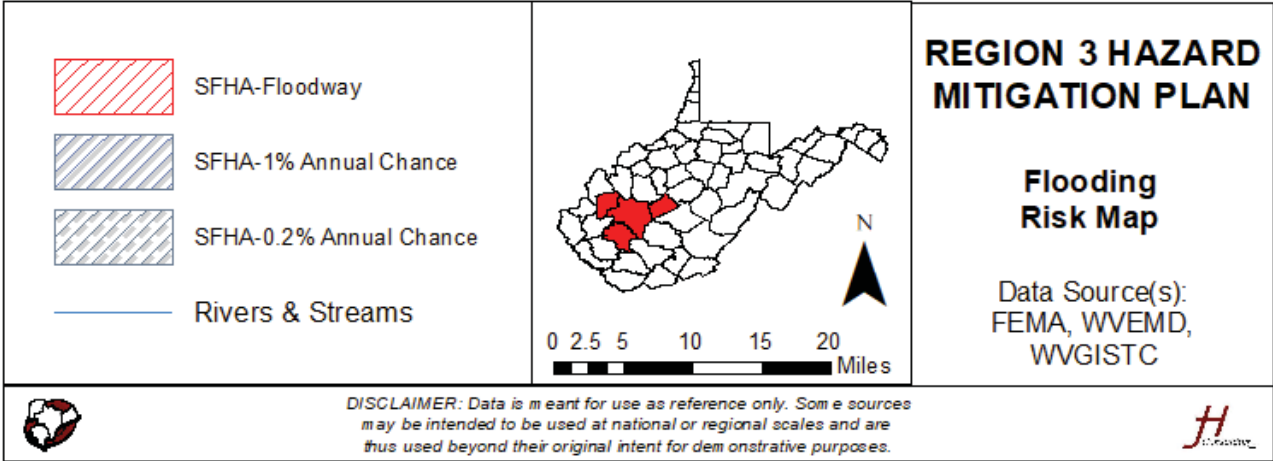 SFHA-Floodway
SFHA-1% Annual Chance
SFHA-0.2% Annual Chance
Rivers & Streams
N
0 2.5 5 10 15 20
Miles
REGION 3 HAZARD
MITIGATION PLAN
Flooding
Risk Map
Data Source(s):
FEMA, WVEMD,
WVGISTC
DISCLAIMER: Data is meant for use as reference only. Some sources
may be intended to be used at national or regional scales and are
thus used beyond their original intent for demonstrative purposes.